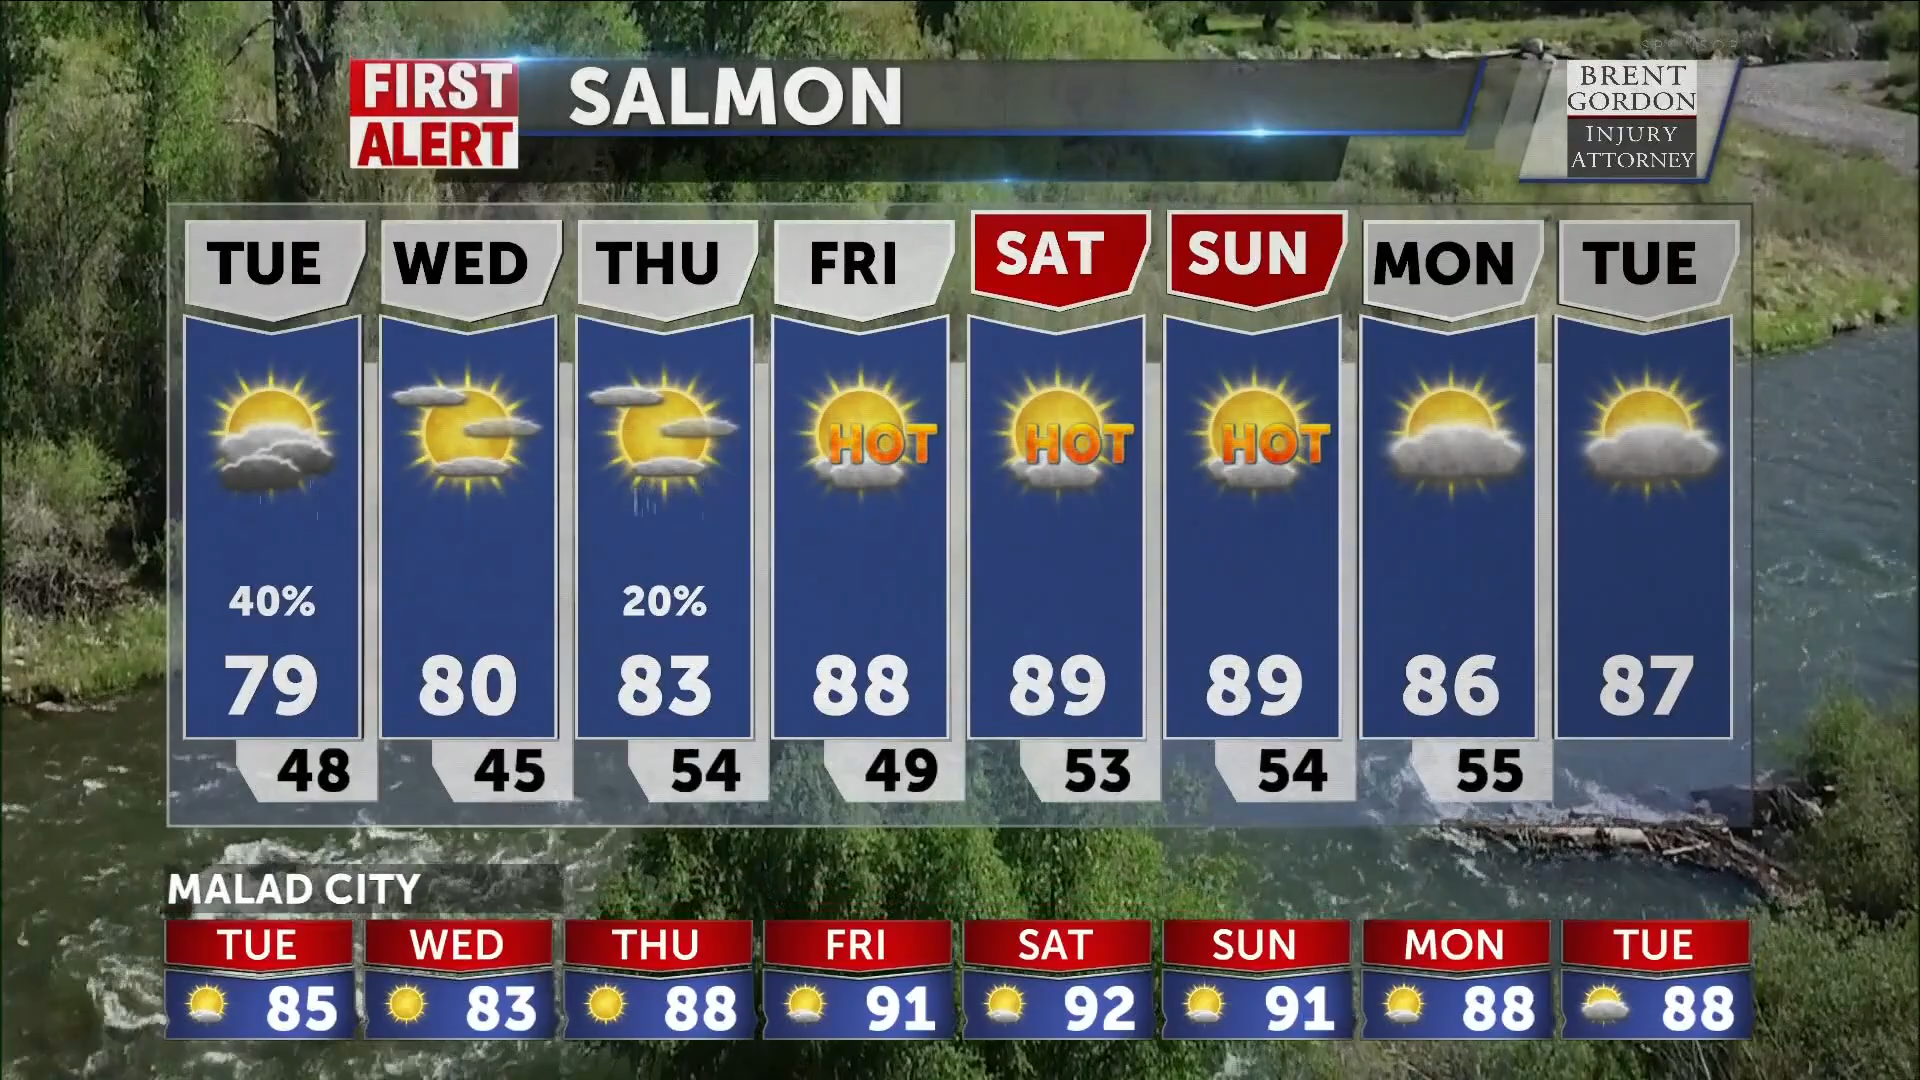 SPONSOR
FIRST
ALERT
SALMON
BRENT
GORDON
INJURY
ATTORNEY
TUE WED THU FRI SAT SUN MON TUE
HOT HOT HOT
40% 20%
79 80 83 88 89 89 86 87
48 45 54 49 53 54 55
MALAD CITY
TUE WED THU FRI SAT SUN MON TUE
85 83 88 91 92 91 88 88